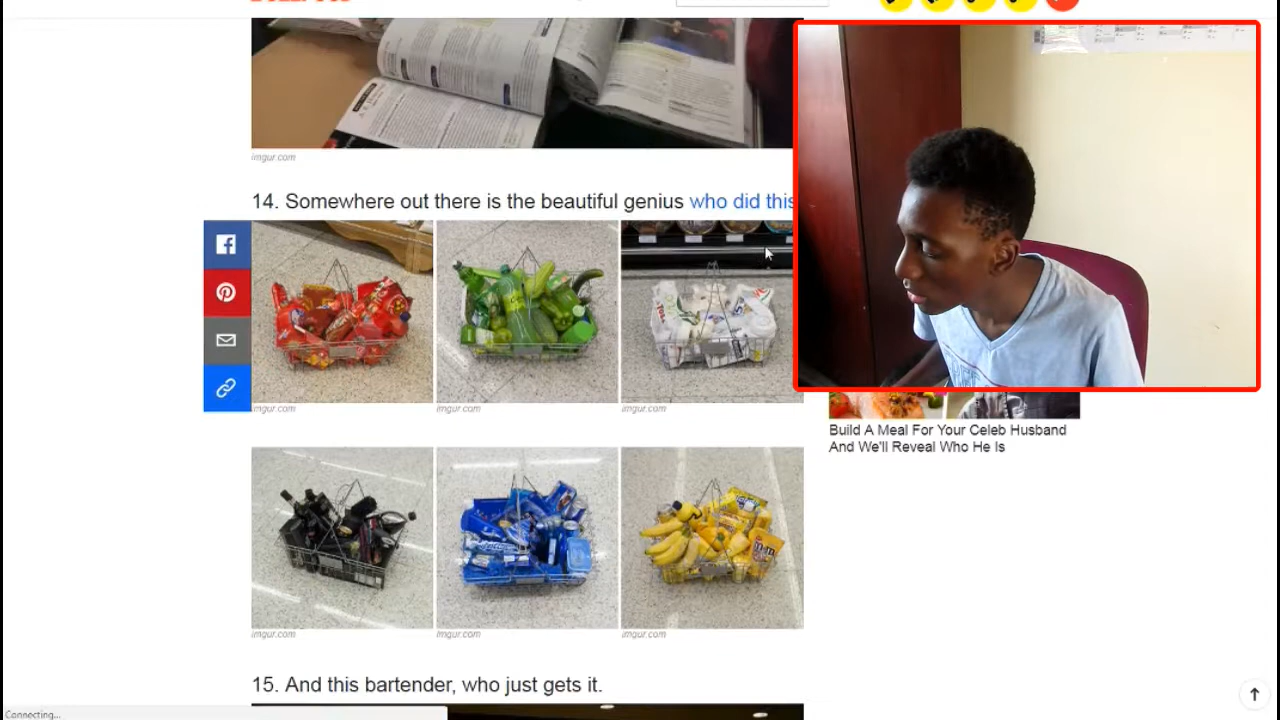 imgur.com
14. Somewhere out there is the beautiful genius who did this
imgur.com
imgur.com
imgur.com
Build A Meal For Your Celeb Husband
And We'll Reveal Who He Is
imgur.com
imgur.com
imgur.com
15. And this bartender, who just gets it.
Connecting...